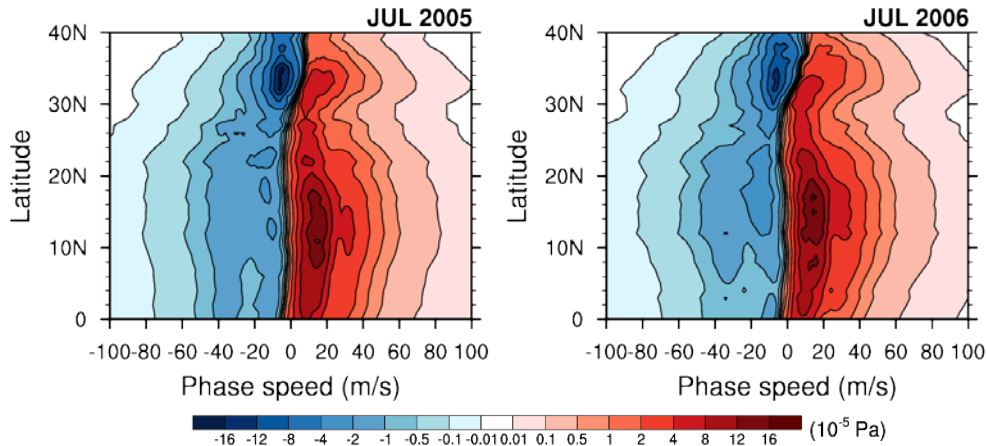 JUL 2005
JUL 2006
40N
30N
20N
10N
0
Latitude
-100 -80 -60 -40 -20 0 20 40 60 80 100
Phase speed (m/s)
40N
30N
20N
10N
0
Latitude
-100 -80 -60 -40 -20 0 20 40 60 80 100
Phase speed (m/s)
-16 -12 -8 -4 -2 -1 -0.5 -0.1 -0.01 0.01 0.1 0.5 1 2 4 8 12 16 (10⁻⁵ Pa)